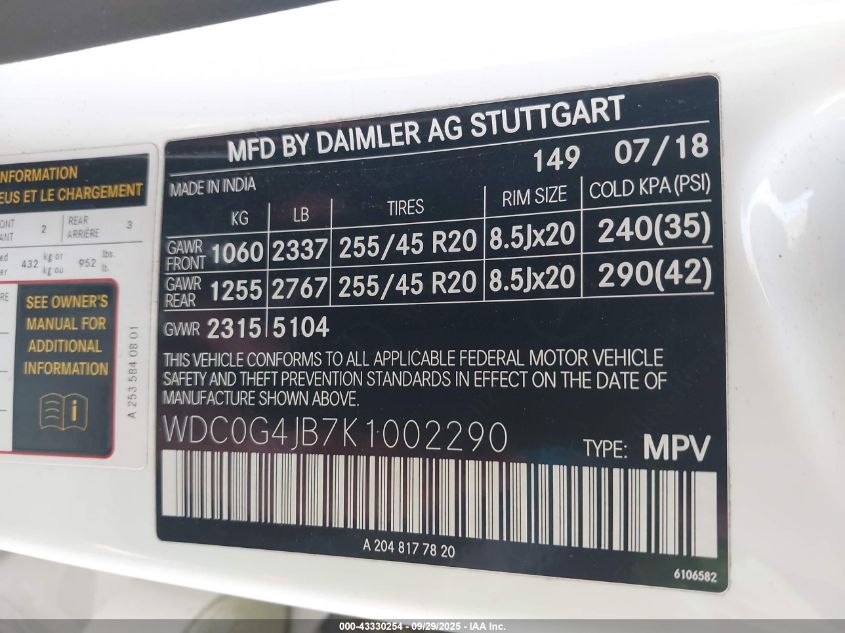 MFD BY DAIMLER AG STUTTGART
149 07/18
MADE IN INDIA
KG LB TIRES RIM SIZE COLD KPA(PSI)
GAWR FRONT 1060 2337 255/45 R20 8.5Jx20 240(35)
GAWR REAR 1255 2767 255/45 R20 8.5Jx20 290(42)
GVWR 2315 5104
THIS VEHICLE CONFORMS TO ALL APPLICABLE FEDERAL MOTOR VEHICLE
SAFETY AND THEFT PREVENTION STANDARDS IN EFFECT ON THE DATE OF
MANUFACTURE SHOWN ABOVE.
WDC0G4JB7K1002290
TYPE: MPV
A 204 817 78 20
6106582
NFORMATION
EUS ET LE CHARGEMENT
2 REAR ARRIÈRE 3
432 kg or kg ou 952 lbs. lb.
SEE OWNER'S
MANUAL FOR
ADDITIONAL
INFORMATION
A 253 584 08 01
000-43330254 - 09/29/2025 - IAA Inc.